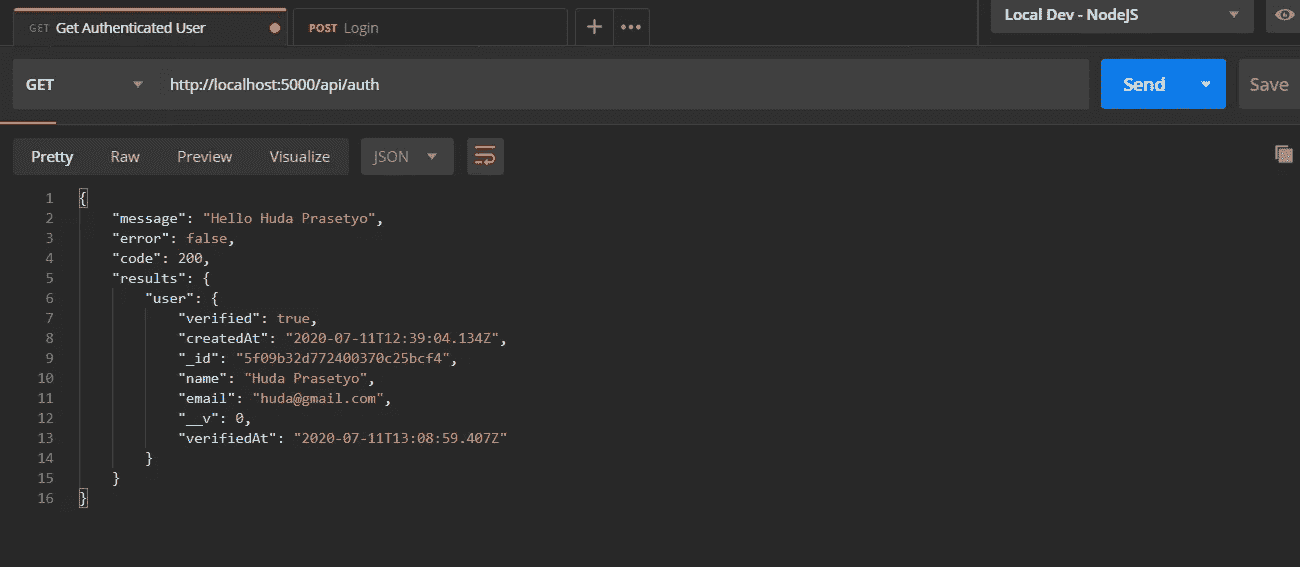 GET Get Authenticated User
POST Login
+ •••
Local Dev - NodeJS
GET
http://localhost:5000/api/auth
Send
Save
Pretty Raw Preview Visualize JSON
1 {
2 "message": "Hello Huda Prasetyo",
3 "error": false,
4 "code": 200,
5 "results": {
6 "user": {
7 "verified": true,
8 "createdAt": "2020-07-11T12:39:04.134Z",
9 "_id": "5f09b32d772400370c25bcf4",
10 "name": "Huda Prasetyo",
11 "email": "huda@gmail.com",
12 "__v": 0,
13 "verifiedAt": "2020-07-11T13:08:59.407Z"
14 }
15 }
16 }